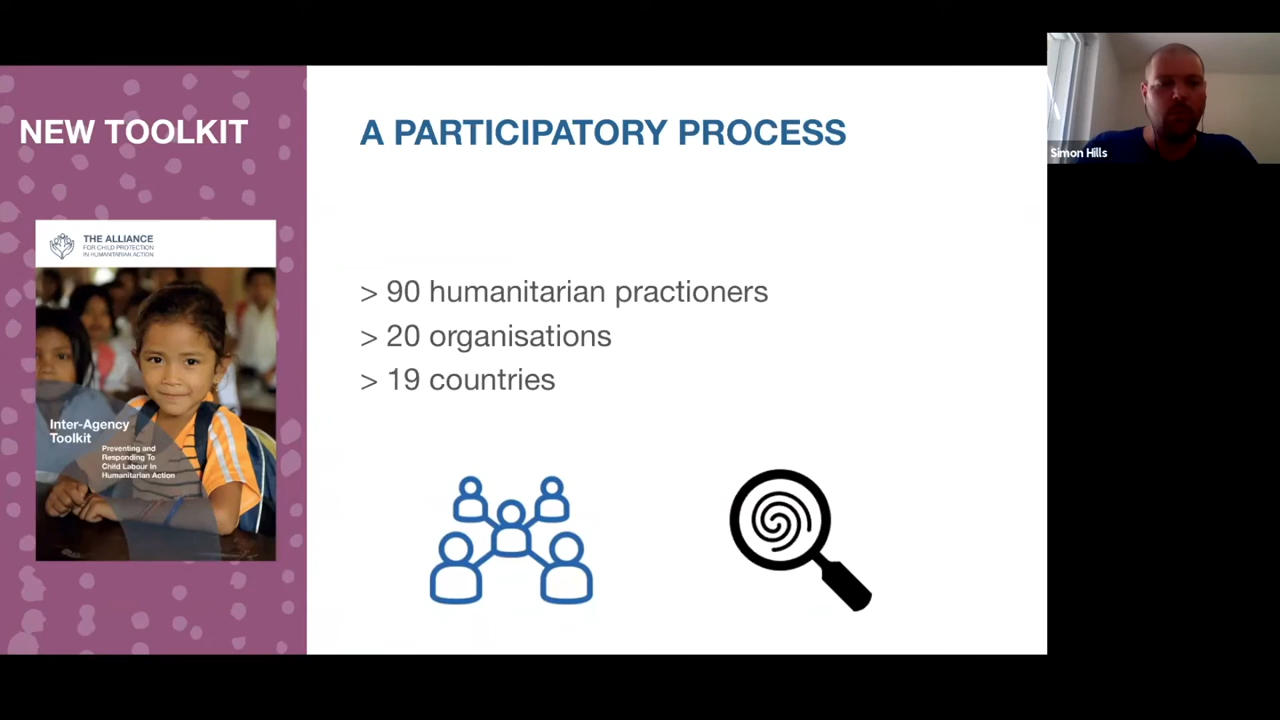 NEW TOOLKIT
THE ALLIANCE
FOR CHILD PROTECTION
IN HUMANITARIAN ACTION
Inter-Agency
Toolkit
Preventing and
Responding To
Child Labour In
Humanitarian Action
A PARTICIPATORY PROCESS
> 90 humanitarian practioners
> 20 organisations
> 19 countries
Simon Hills